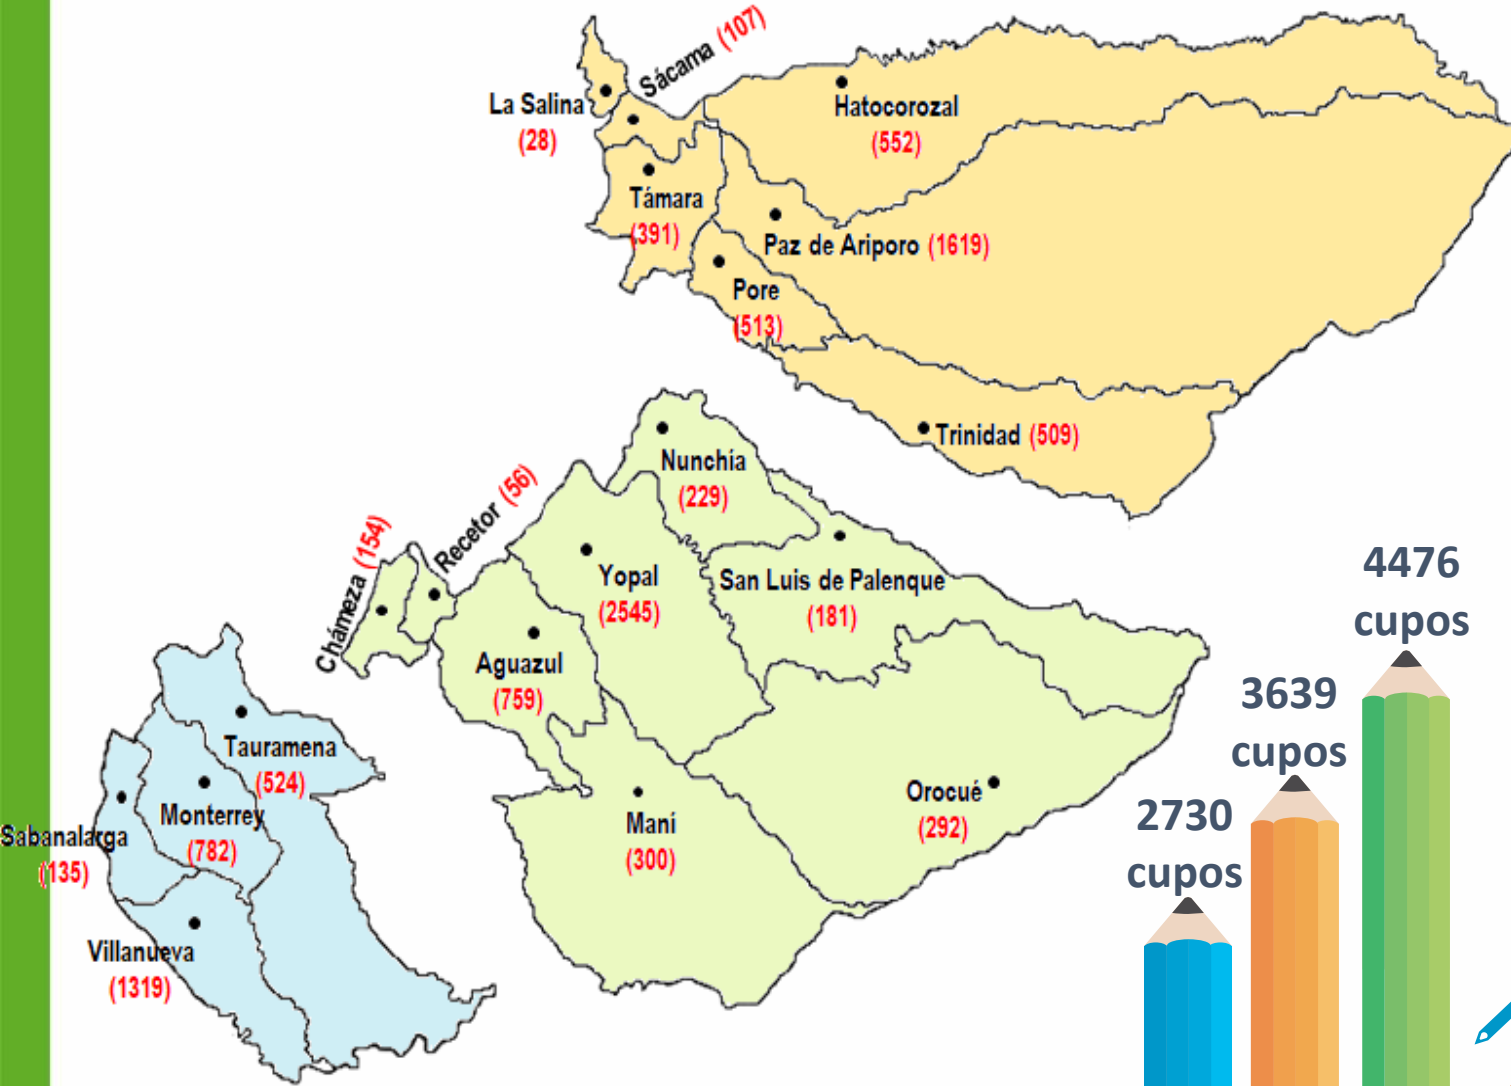 Sácama (107)
La Salina
(28)
Hatocorozal
(552)
Támara
(391)
Paz de Ariporo (1619)
Pore
(513)
Trinidad (509)
Nunchia
(229)
Recetor (56)
Chámeza (154)
Yopal
(2545)
San Luis de Palenque
(181)
Aguazul
(759)
Tauramena
(524)
Monterrey
(782)
Sabanalarga
(135)
Villanueva
(1319)
Maní
(300)
Orocué
(292)
4476
cupos
3639
cupos
2730
cupos